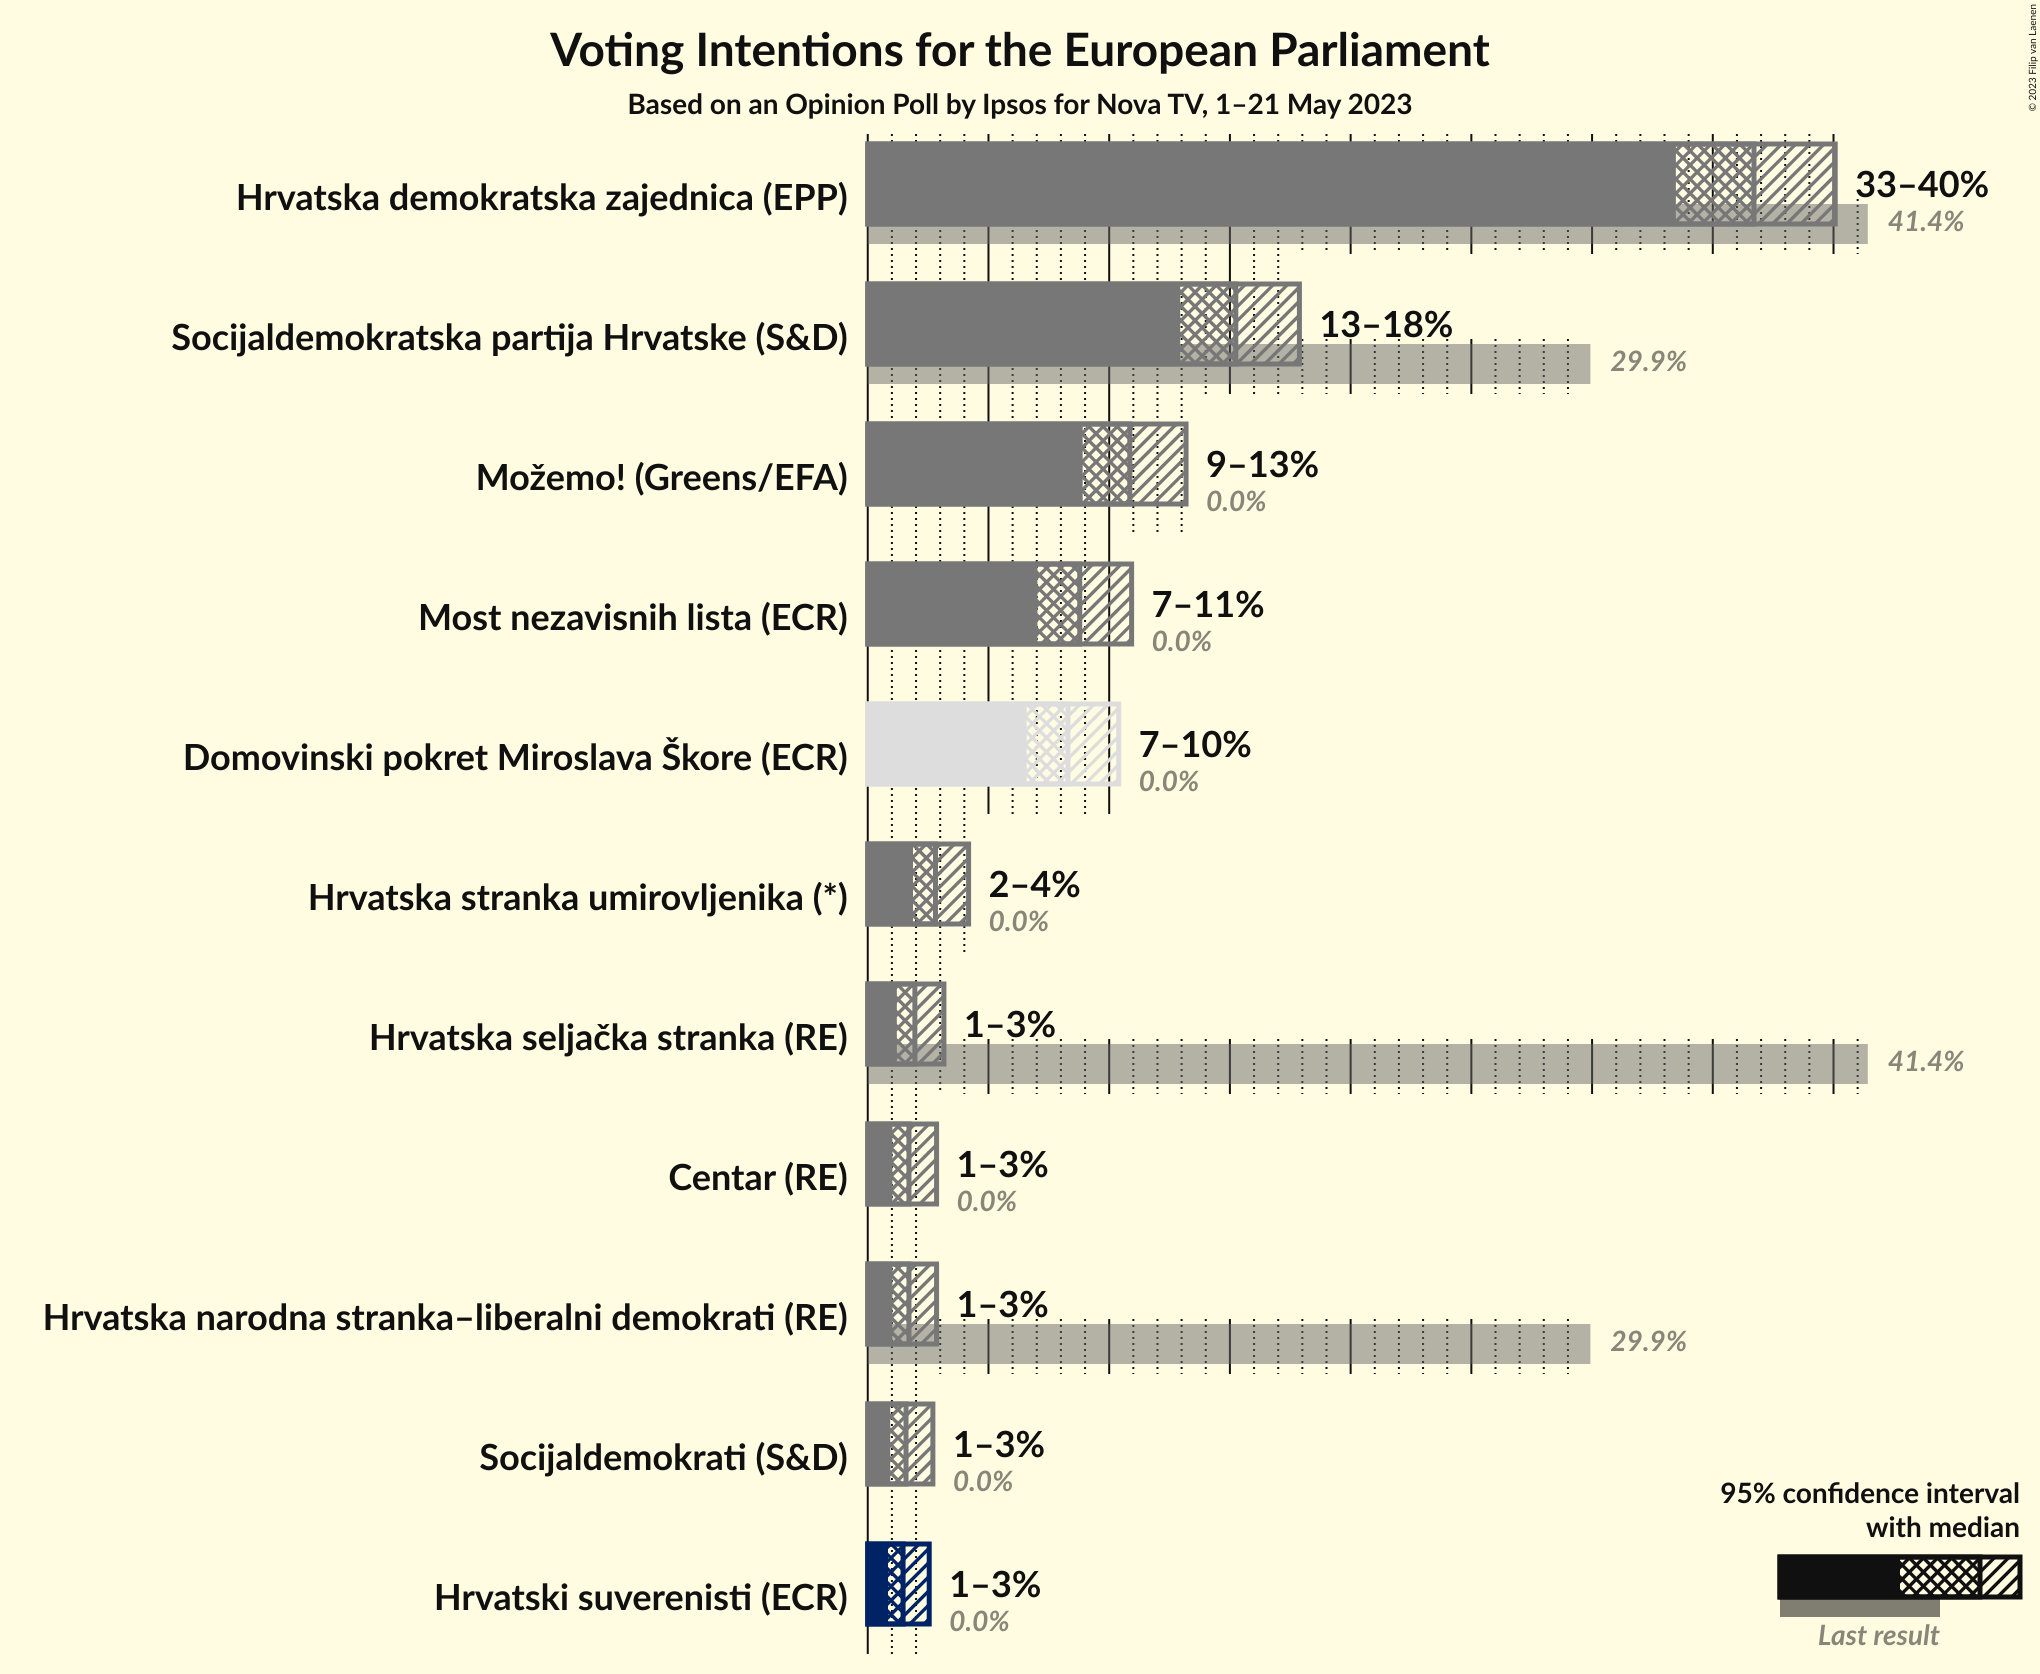 Voting Intentions for the European Parliament
Based on an Opinion Poll by Ipsos for Nova TV, 1–21 May 2023
© 2023 Filip van Laenen
Hrvatska demokratska zajednica (EPP)
33–40%
41.4%
Socijaldemokratska partija Hrvatske (S&D)
13–18%
29.9%
Možemo! (Greens/EFA)
9–13%
0.0%
Most nezavisnih lista (ECR)
7–11%
0.0%
Domovinski pokret Miroslava Škore (ECR)
7–10%
0.0%
Hrvatska stranka umirovljenika (*)
2–4%
0.0%
Hrvatska seljačka stranka (RE)
1–3%
41.4%
Centar (RE)
1–3%
0.0%
Hrvatska narodna stranka–liberalni demokrati (RE)
1–3%
29.9%
Socijaldemokrati (S&D)
1–3%
0.0%
Hrvatski suverenisti (ECR)
1–3%
0.0%
95% confidence interval
with median
Last result